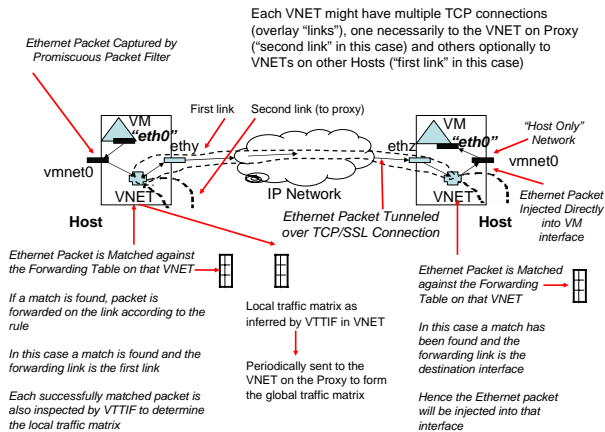 Each VNET might have multiple TCP connections
(overlay “links”), one necessarily to the VNET on Proxy
(“second link” in this case) and others optionally to
VNETs on other Hosts (“first link” in this case)
Ethernet Packet Captured by
Promiscuous Packet Filter
First link
Second link (to proxy)
VM
“eth0”
ethy
vmnet0
VNET
Host
IP Network
Ethernet Packet Tunneled
over TCP/SSL Connection
VM
“eth0”
ethz
vmnet0
VNET
Host
“Host Only”
Network
Ethernet Packet
Injected Directly
into VM
interface
Ethernet Packet is Matched against
the Forwarding Table on that VNET
If a match is found, packet is
forwarded on the link according to the
rule
In this case a match is found and the
forwarding link is the first link
Each successfully matched packet is
also inspected by VTTIF to determine
the local traffic matrix
Local traffic matrix as
inferred by VTTIF in VNET
Periodically sent to the
VNET on the Proxy to form
the global traffic matrix
Ethernet Packet is Matched
against the Forwarding
Table on that VNET
In this case a match has
been found and the
forwarding link is the
destination interface
Hence the Ethernet packet
will be injected into that
interface